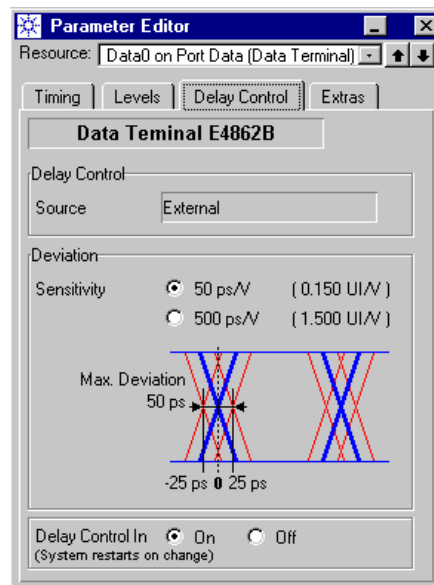 Parameter Editor
Resource: Data0 on Port Data (Data Terminal)
Timing Levels Delay Control Extras
Data Teminal E4862B
Delay Control
Source External
Deviation
Sensitivity 50 ps/V ( 0.150 UI/V )
500 ps/V ( 1.500 UI/V )
Max. Deviation
50 ps
-25 ps 0 25 ps
Delay Control In On Off
(System restarts on change)